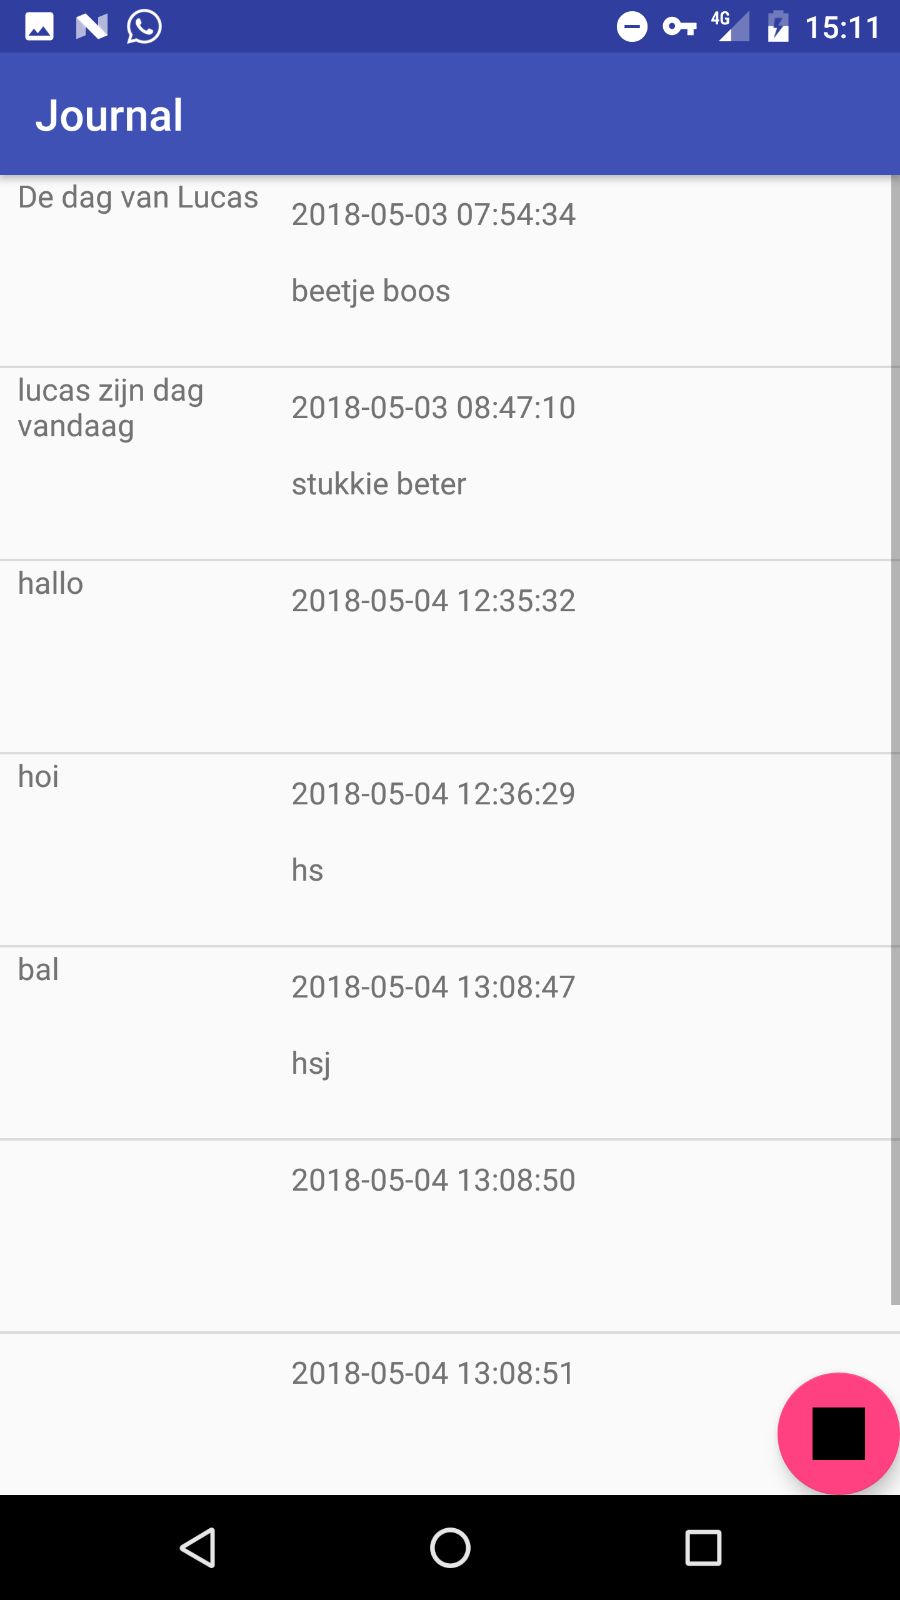 4G 15:11
Journal
De dag van Lucas
2018-05-03 07:54:34
beetje boos
lucas zijn dag
vandaag
2018-05-03 08:47:10
stukkie beter
hallo
2018-05-04 12:35:32
hoi
2018-05-04 12:36:29
hs
bal
2018-05-04 13:08:47
hsj
2018-05-04 13:08:50
2018-05-04 13:08:51